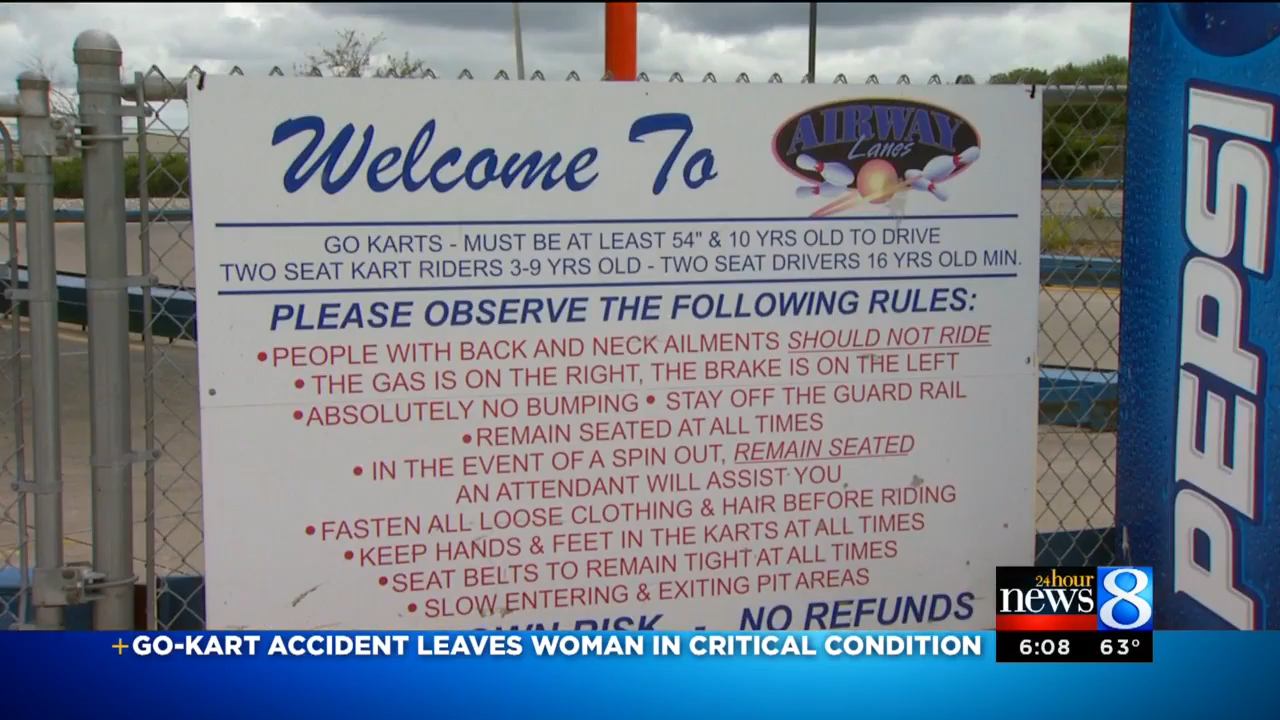 Welcome To
AIRWAY
Lanes
GO KARTS - MUST BE AT LEAST 54" & 10 YRS OLD TO DRIVE
TWO SEAT KART RIDERS 3-9 YRS OLD - TWO SEAT DRIVERS 16 YRS OLD MIN.
PLEASE OBSERVE THE FOLLOWING RULES:
•PEOPLE WITH BACK AND NECK AILMENTS SHOULD NOT RIDE
• THE GAS IS ON THE RIGHT, THE BRAKE IS ON THE LEFT
•ABSOLUTELY NO BUMPING • STAY OFF THE GUARD RAIL
•REMAIN SEATED AT ALL TIMES
• IN THE EVENT OF A SPIN OUT, REMAIN SEATED
AN ATTENDANT WILL ASSIST YOU
•FASTEN ALL LOOSE CLOTHING & HAIR BEFORE RIDING
•KEEP HANDS & FEET IN THE KARTS AT ALL TIMES
•SEAT BELTS TO REMAIN TIGHT AT ALL TIMES
• SLOW ENTERING & EXITING PIT AREAS
OWN RISK - NO REFUNDS
PEPSI
24hour
news 8
+GO-KART ACCIDENT LEAVES WOMAN IN CRITICAL CONDITION
6:08 63°